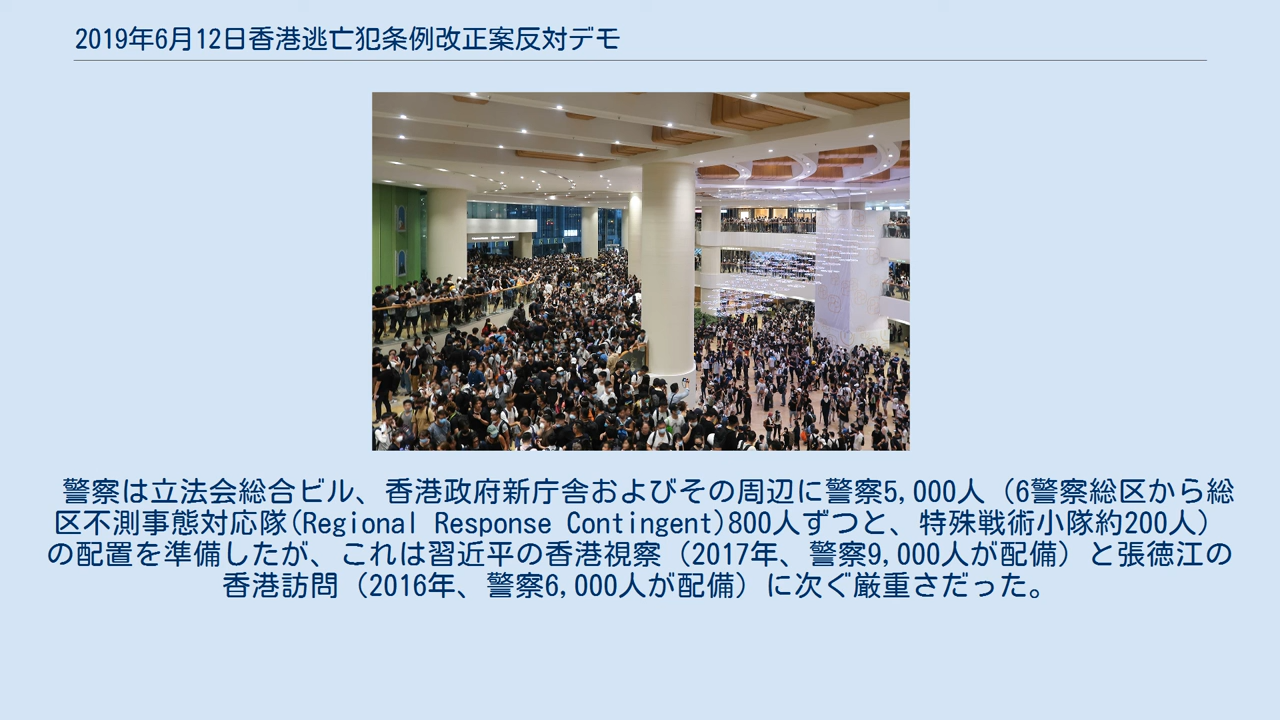 2019年6月12日香港逃亡犯条例改正案反対デモ
警察は立法会総合ビル、香港政府新庁舎およびその周辺に警察5,000人（6警察総区から総
区不測事態対応隊(Regional Response Contingent)800人ずつと、特殊戦術小隊約200人）
の配置を準備したが、これは習近平の香港視察（2017年、警察9,000人が配備）と張徳江の
香港訪問（2016年、警察6,000人が配備）に次ぐ厳重さだった。